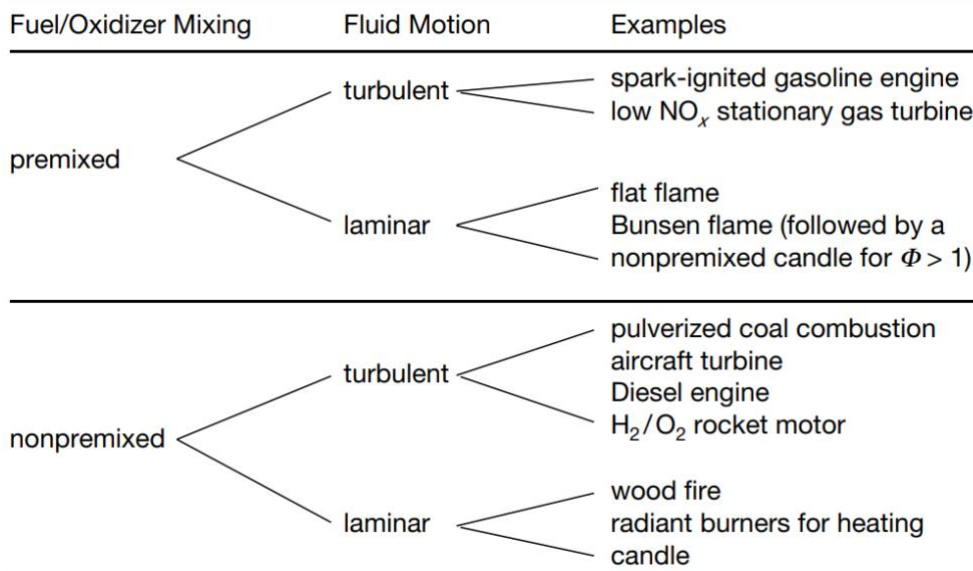 Fuel/Oxidizer Mixing Fluid Motion Examples
turbulent
spark-ignited gasoline engine
low NOₓ stationary gas turbine
premixed
laminar
flat flame
Bunsen flame (followed by a
nonpremixed candle for Φ > 1)
turbulent
pulverized coal combustion
aircraft turbine
Diesel engine
H₂/O₂ rocket motor
nonpremixed
laminar
wood fire
radiant burners for heating
candle